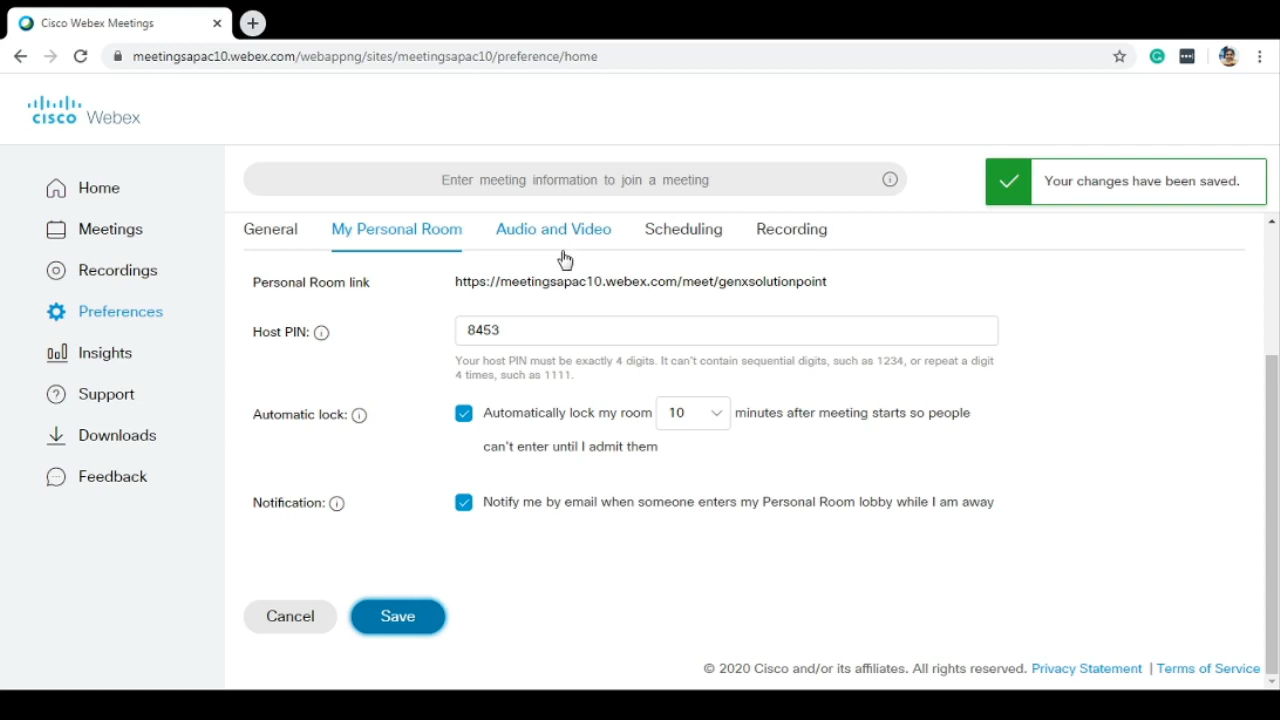 Cisco Webex Meetings
meetingsapac10.webex.com/webappng/sites/meetingsapac10/preference/home
cisco Webex
Enter meeting information to join a meeting
Your changes have been saved.
Home
Meetings
Recordings
Preferences
Insights
Support
Downloads
Feedback
General My Personal Room Audio and Video Scheduling Recording
Personal Room link https://meetingsapac10.webex.com/meet/genxsolutionpoint
Host PIN: 8453
Your host PIN must be exactly 4 digits. It can't contain sequential digits, such as 1234, or repeat a digit
4 times, such as 1111.
Automatic lock: Automatically lock my room 10 minutes after meeting starts so people
can't enter until I admit them
Notification: Notify me by email when someone enters my Personal Room lobby while I am away
Cancel Save
© 2020 Cisco and/or its affiliates. All rights reserved. Privacy Statement | Terms of Service